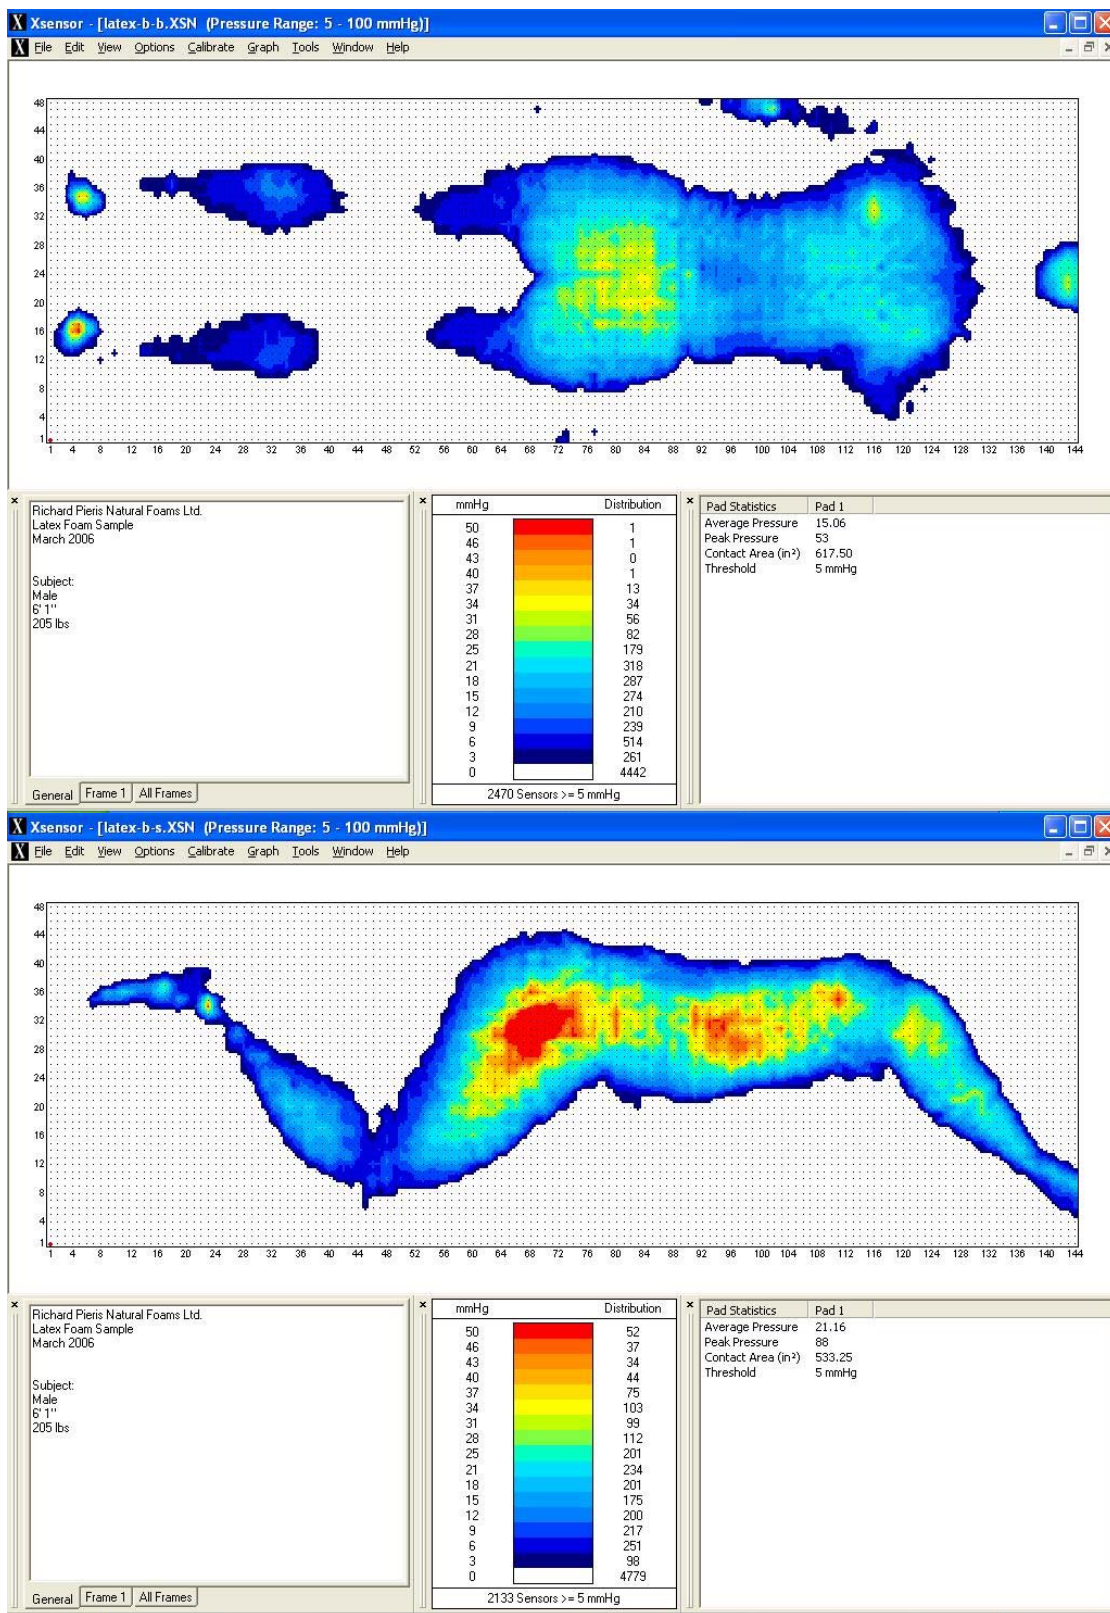 Xsensor - [latex-b-b.XSN (Pressure Range: 5 - 100 mmHg)]
File Edit View Options Calibrate Graph Tools Window Help
48
44
40
36
32
28
24
20
16
12
8
4
1
1 4 8 12 16 20 24 28 32 36 40 44 48 52 56 60 64 68 72 76 80 84 88 92 96 100 104 108 112 116 120 124 128 132 136 140 144
Richard Pieris Natural Foams Ltd.
Latex Foam Sample
March 2006
Subject:
Male
6' 1"
205 lbs
General Frame 1 All Frames
mmHg Distribution
50 1
46 1
43 0
40 1
37 13
34 34
31 56
28 82
25 179
21 318
18 287
15 274
12 210
9 239
6 514
3 261
0 4442
2470 Sensors >= 5 mmHg
Pad Statistics Pad 1
Average Pressure 15.06
Peak Pressure 53
Contact Area (in²) 617.50
Threshold 5 mmHg
Xsensor - [latex-b-s.XSN (Pressure Range: 5 - 100 mmHg)]
File Edit View Options Calibrate Graph Tools Window Help
48
44
40
36
32
28
24
20
16
12
8
4
1
1 4 8 12 16 20 24 28 32 36 40 44 48 52 56 60 64 68 72 76 80 84 88 92 96 100 104 108 112 116 120 124 128 132 136 140 144
Richard Pieris Natural Foams Ltd.
Latex Foam Sample
March 2006
Subject:
Male
6' 1"
205 lbs
General Frame 1 All Frames
mmHg Distribution
50 52
46 37
43 34
40 44
37 75
34 103
31 99
28 112
25 201
21 234
18 201
15 175
12 200
9 217
6 251
3 98
0 4779
2133 Sensors >= 5 mmHg
Pad Statistics Pad 1
Average Pressure 21.16
Peak Pressure 88
Contact Area (in²) 533.25
Threshold 5 mmHg